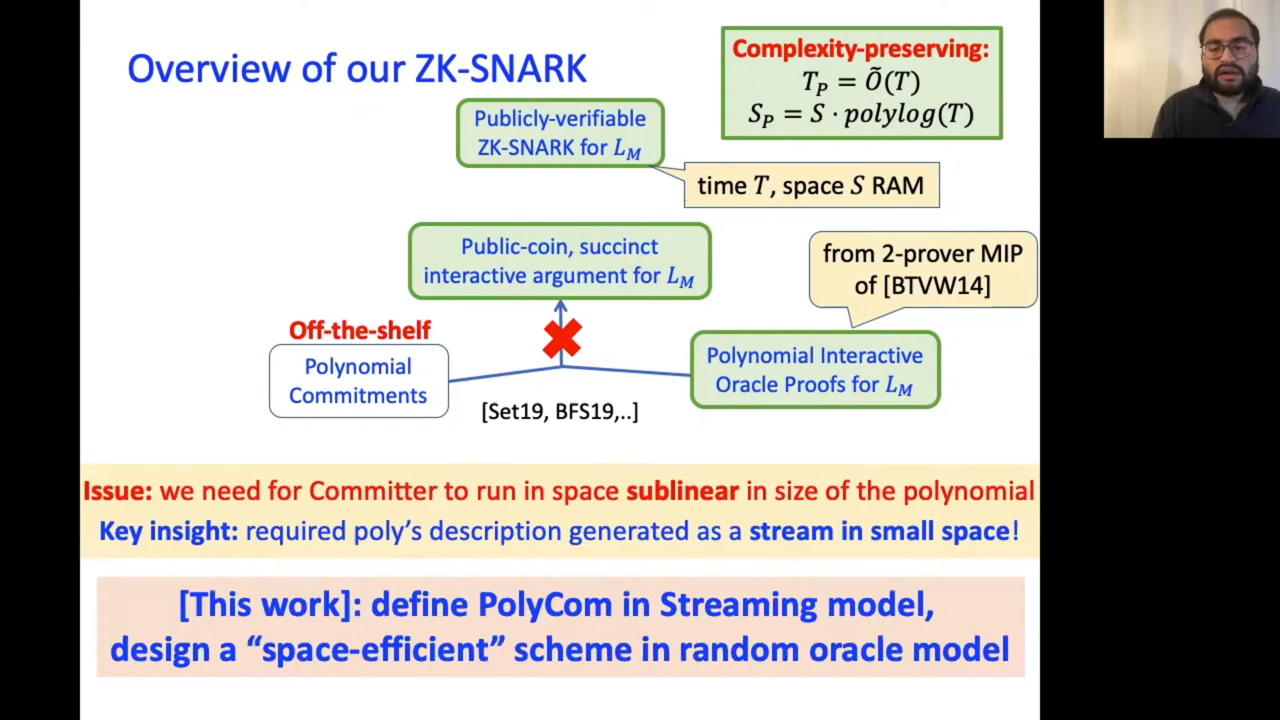 Overview of our ZK-SNARK
Complexity-preserving:
T_P = Õ(T)
S_P = S · polylog(T)
Publicly-verifiable
ZK-SNARK for L_M
time T, space S RAM
Public-coin, succinct
interactive argument for L_M
from 2-prover MIP
of [BTVW14]
Off-the-shelf
Polynomial
Commitments
Polynomial Interactive
Oracle Proofs for L_M
[Set19, BFS19,..]
Issue: we need for Committer to run in space sublinear in size of the polynomial
Key insight: required poly's description generated as a stream in small space!
[This work]: define PolyCom in Streaming model,
design a “space-efficient” scheme in random oracle model